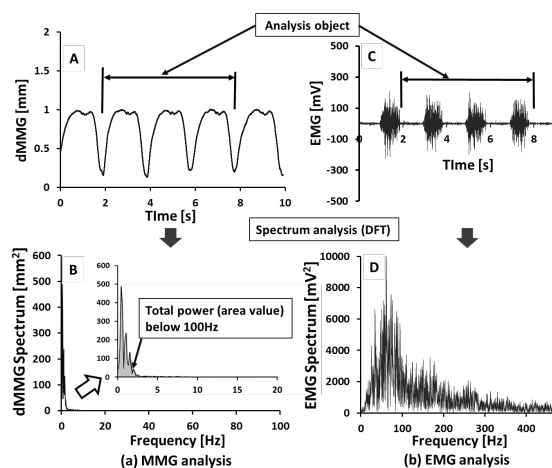 Analysis object
A
dMMG [mm]
2
1.5
1
0.5
0
0 2 4 6 8 10
TIme [s]
C
EMG [mV]
500
300
100
-100
-300
-500
0 2 4 6 8
TIme [s]
Spectrum analysis (DFT)
B
dMMG Spectrum [mm²]
600
500
400
300
200
100
0
0 20 40 60 80 100
Frequency [Hz]
600
500
400
300
200
100
0
0 5 10 15 20
Total power (area value)
below 100Hz
(a) MMG analysis
D
EMG Spectrum [mV²]
10000
8000
6000
4000
2000
0
0 100 200 300 400
Frequency [Hz]
(b) EMG analysis